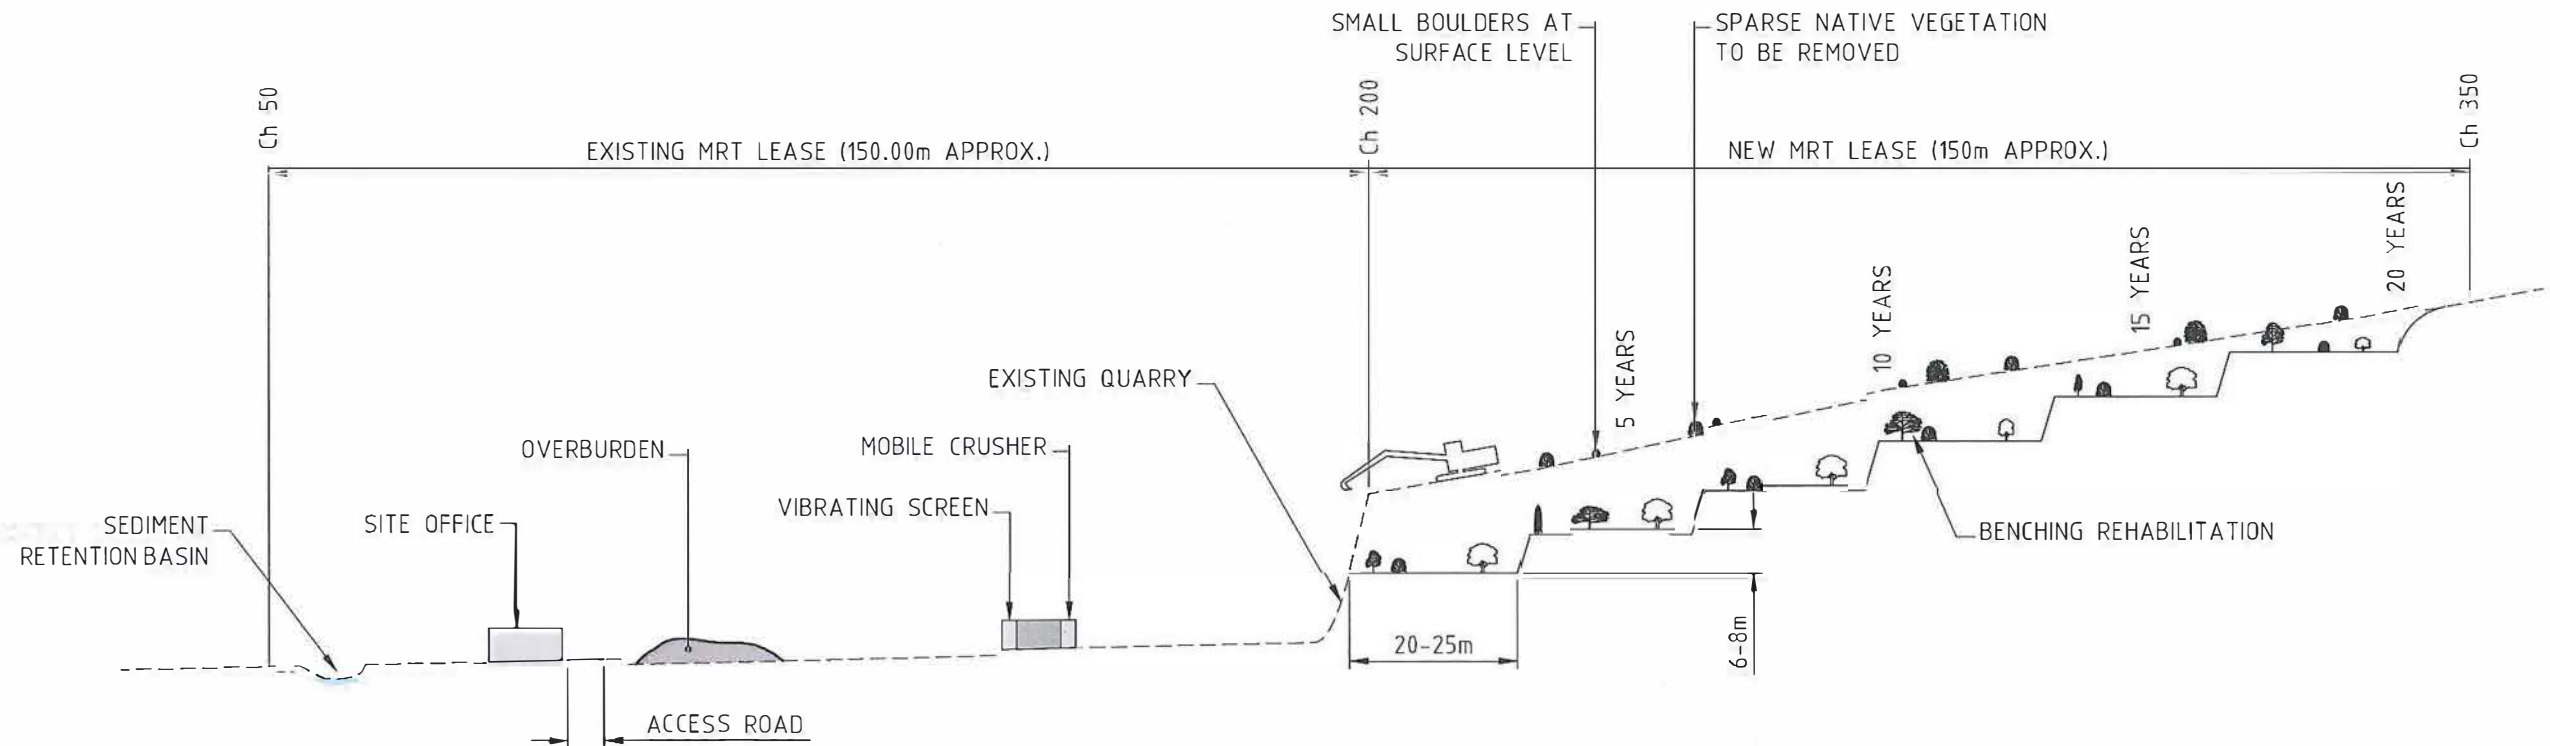 SMALL BOULDERS AT
SURFACE LEVEL
SPARSE NATIVE VEGETATION
TO BE REMOVED
Ch 50
Ch 200
Ch 350
EXISTING MRT LEASE (150.00m APPROX.)
NEW MRT LEASE (150m APPROX.)
20 YEARS
15 YEARS
10 YEARS
5 YEARS
EXISTING QUARRY
OVERBURDEN
MOBILE CRUSHER
VIBRATING SCREEN
SITE OFFICE
SEDIMENT
RETENTION BASIN
BENCHING REHABILITATION
20-25m
6-8m
ACCESS ROAD